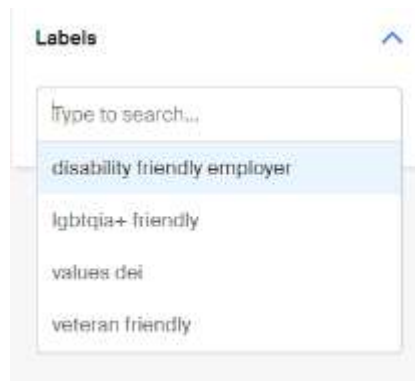 Labels
Type to search...
disability friendly employer
lgbtqia+ friendly
values dei
veteran friendly